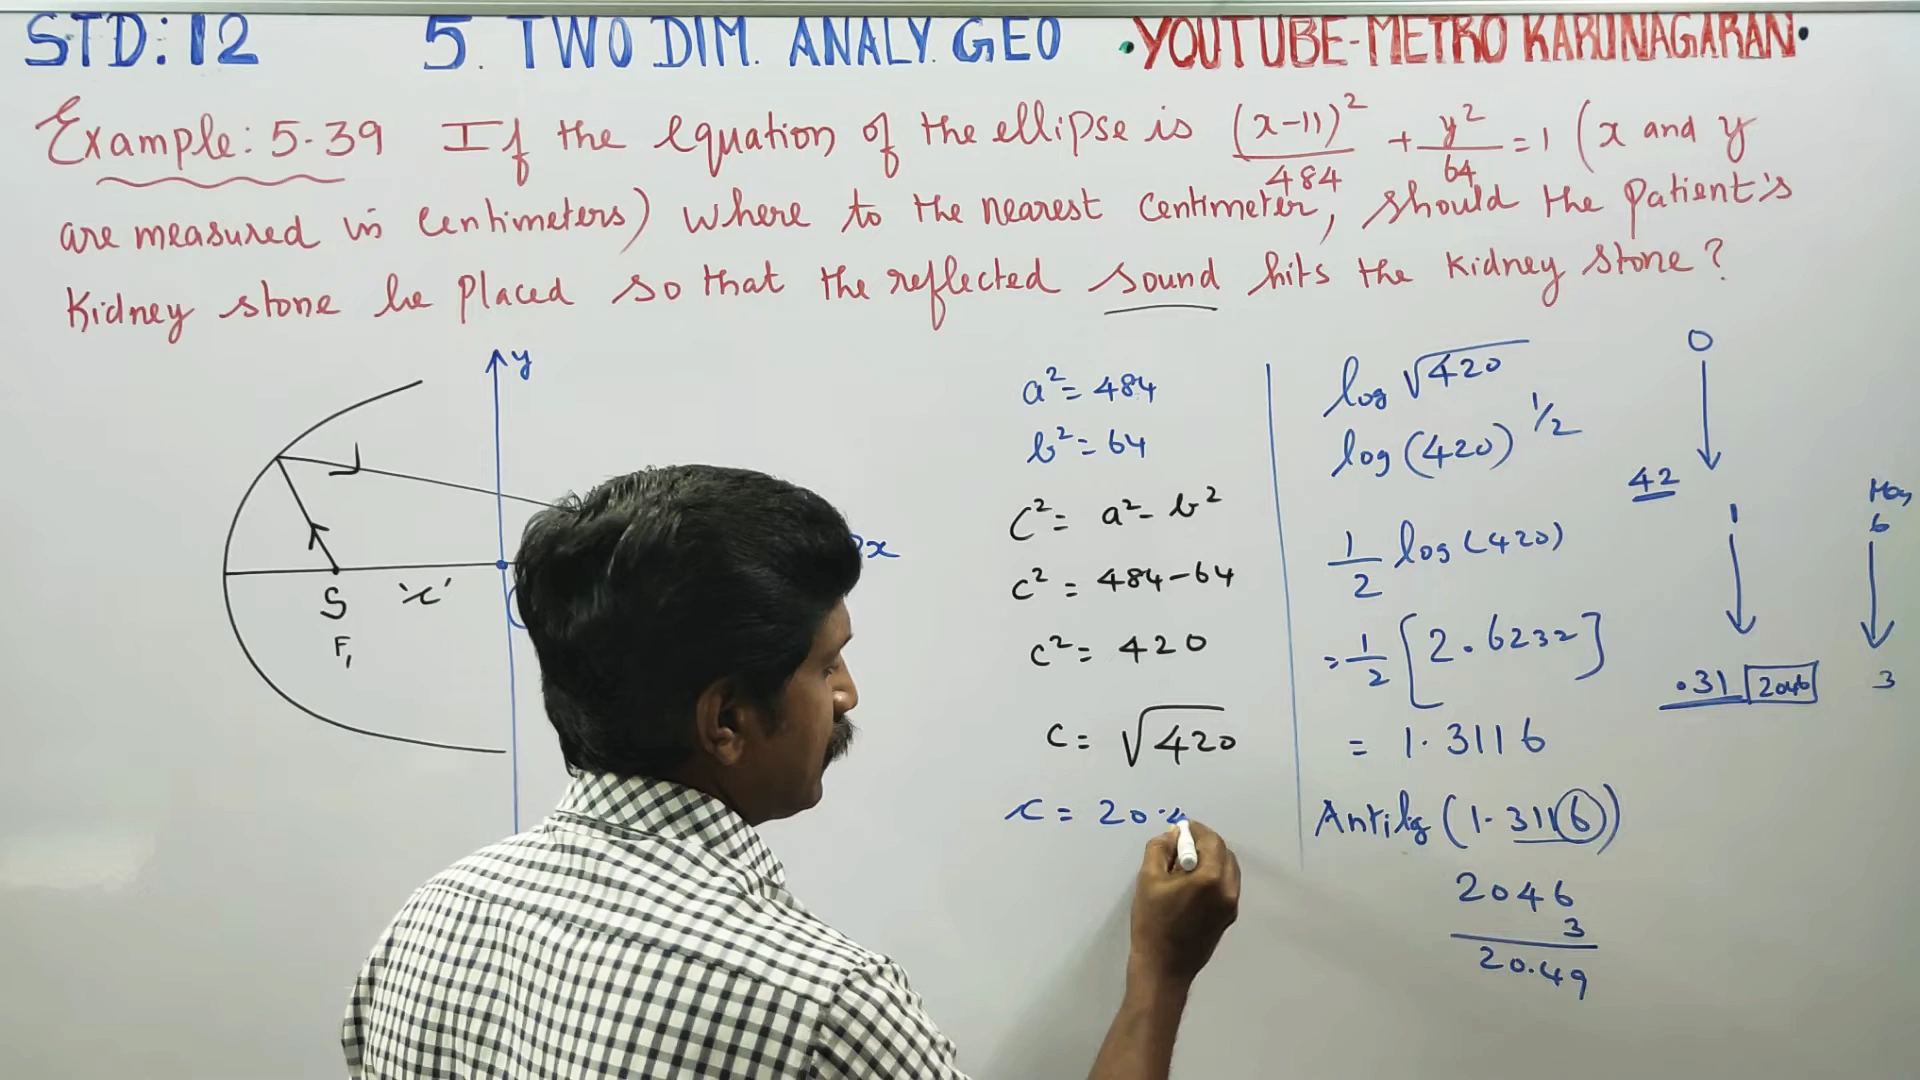 STD: 12 5. TWO DIM. ANALY. GEO • YOUTUBE-METRO KARUNAGARAN •
Example: 5.39 If the equation of the ellipse is (x-11)²/484 + y²/64 = 1 (x and y
are measured in centimeters) where to the nearest centimeter, should the patient's
kidney stone be placed so that the reflected sound hits the kidney stone?
y
x
S 'c'
F₁
a² = 484
b² = 64
c² = a² - b²
c² = 484 - 64
c² = 420
c = √420
c = 20.4
log √420
log (420)^1/2
1/2 log (420)
= 1/2 [2.6232]
= 1.3116
Antilog (1.3116)
2046
3
20.49
0
42
1
6
.31 2046 3